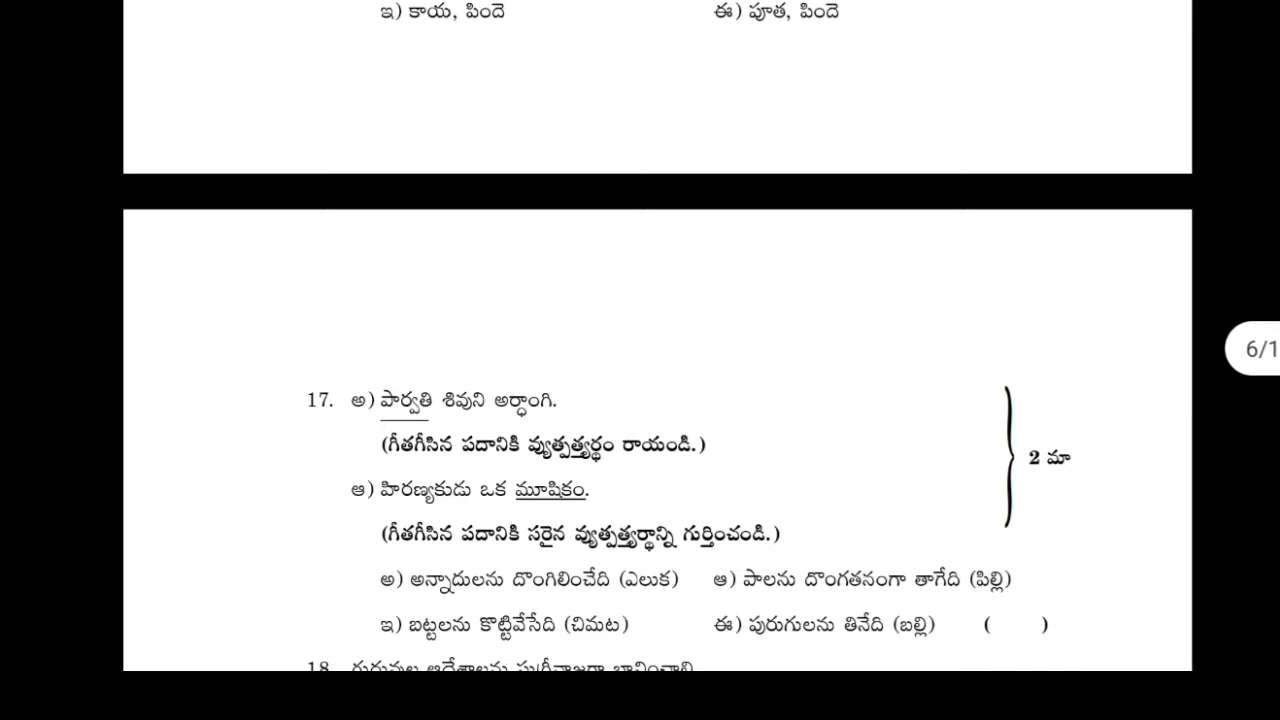 ఇ) కాయ, పిందె ఈ) పూత, పిందె
17. అ) పార్వతి శివుని అర్ధాంగి.
(గీతగీసిన పదానికి వ్యుత్పత్త్యర్థం రాయండి.)
2 మా
ఆ) హిరణ్యకుడు ఒక మూషికం.
(గీతగీసిన పదానికి సరైన వ్యుత్పత్త్యర్థాన్ని గుర్తించండి.)
అ) అన్నాదులను దొంగిలించేది (ఎలుక) ఆ) పాలను దొంగతనంగా తాగేది (పిల్లి)
ఇ) బట్టలను కొట్టివేసేది (చిమట) ఈ) పురుగులను తినేది (బల్లి) ( )
18.
6/1